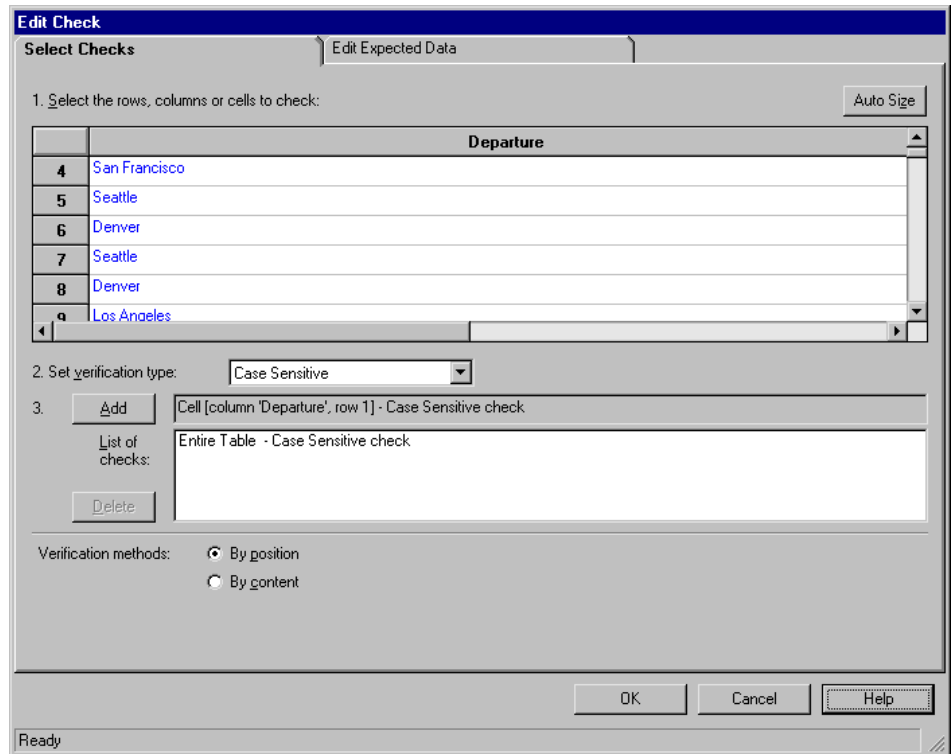 Edit Check
Select Checks
Edit Expected Data
1. Select the rows, columns or cells to check:
Auto Size
Departure
4 San Francisco
5 Seattle
6 Denver
7 Seattle
8 Denver
9 Los Angeles
2. Set verification type: Case Sensitive
3. Add Cell [column 'Departure', row 1] - Case Sensitive check
List of checks: Entire Table - Case Sensitive check
Delete
Verification methods: By position
By content
OK Cancel Help
Ready